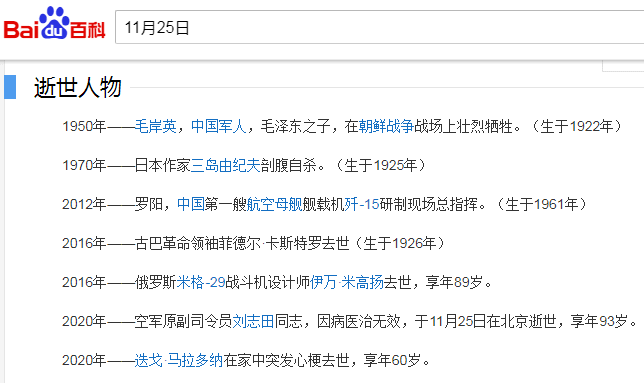 Bai du 百科
11月25日
逝世人物
1950年——毛岸英，中国军人，毛泽东之子，在朝鲜战争战场上壮烈牺牲。（生于1922年）
1970年——日本作家三岛由纪夫剖腹自杀。（生于1925年）
2012年——罗阳，中国第一艘航空母舰舰载机歼-15研制现场总指挥。（生于1961年）
2016年——古巴革命领袖菲德尔·卡斯特罗去世（生于1926年）
2016年——俄罗斯米格-29战斗机设计师伊万·米高扬去世，享年89岁。
2020年——空军原副司令员刘志田同志，因病医治无效，于11月25日在北京逝世，享年93岁。
2020年——迭戈·马拉多纳在家中突发心梗去世，享年60岁。